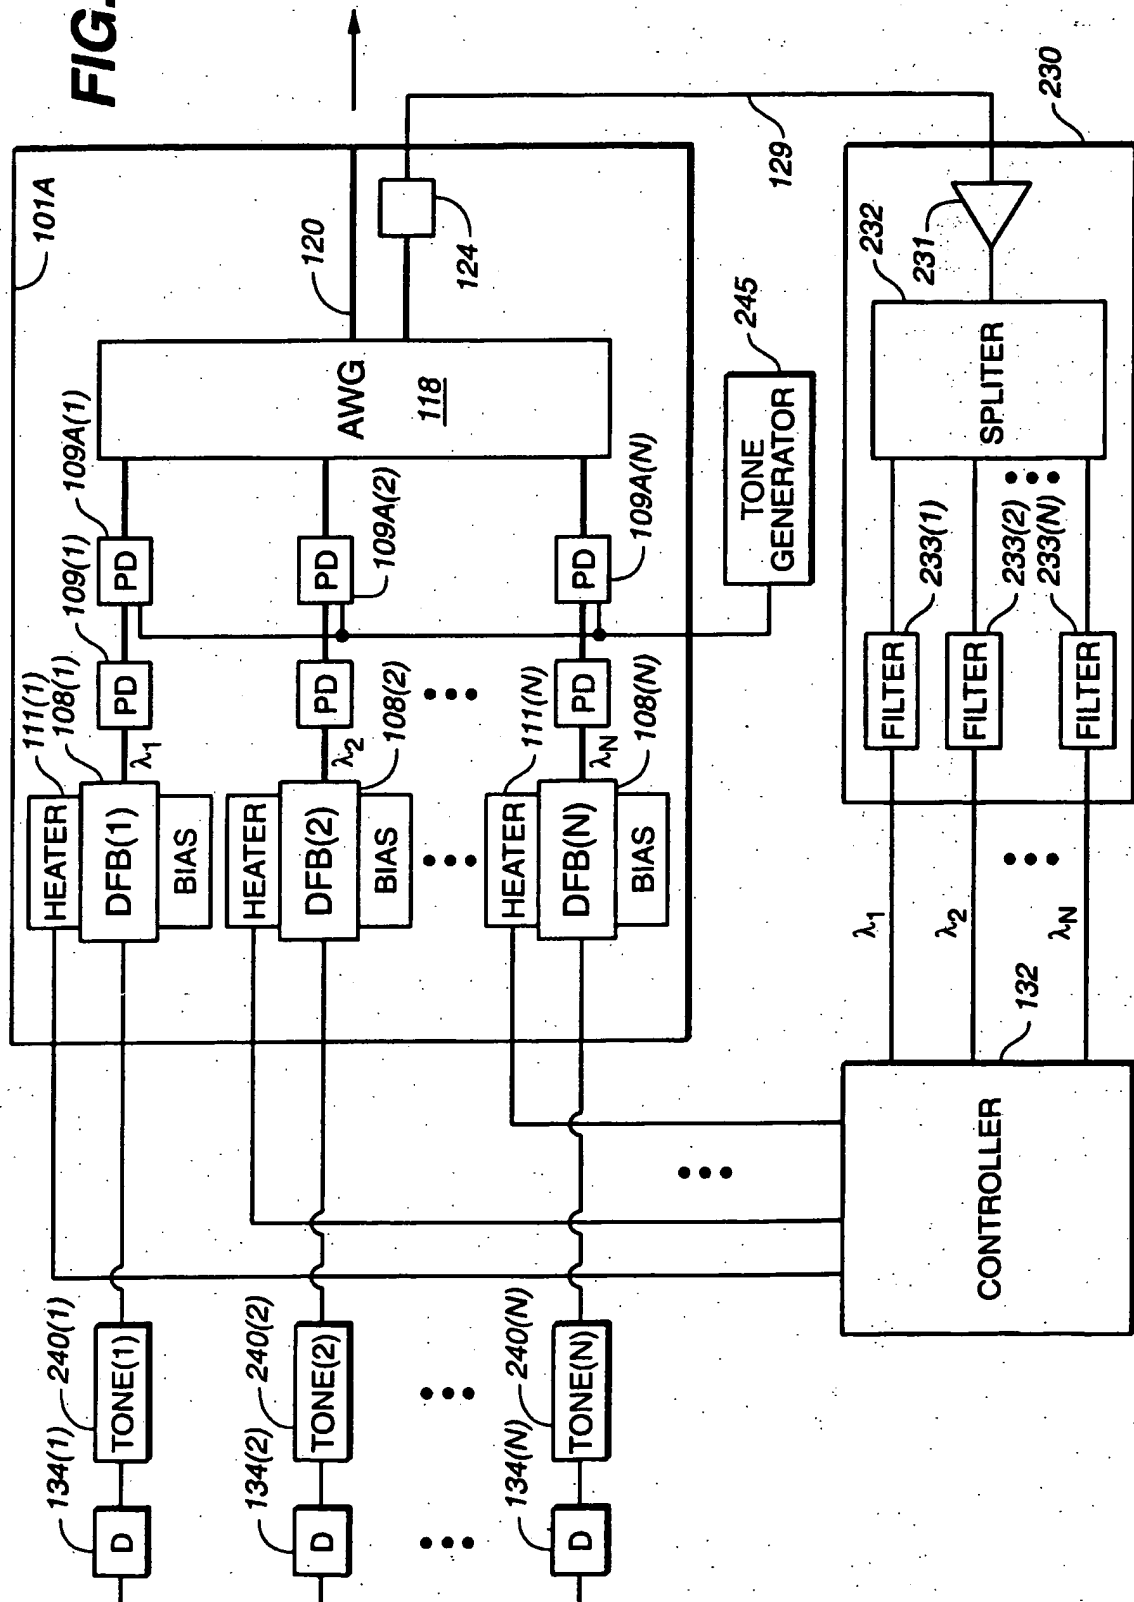 FIG.
101A
120
124
129
230
AWG
118
109A(1)
109(1)
PD
PD
111(1)
108(1)
λ1
HEATER
DFB(1)
BIAS
109A(2)
PD
PD
108(2)
λ2
HEATER
DFB(2)
BIAS
109A(N)
PD
PD
111(N)
108(N)
λN
HEATER
DFB(N)
BIAS
245
TONE
GENERATOR
231
232
SPLITER
233(1)
233(2)
233(N)
FILTER
FILTER
FILTER
λ1
λ2
λN
132
CONTROLLER
240(1)
TONE(1)
134(1)
D
240(2)
TONE(2)
134(2)
D
240(N)
TONE(N)
134(N)
D